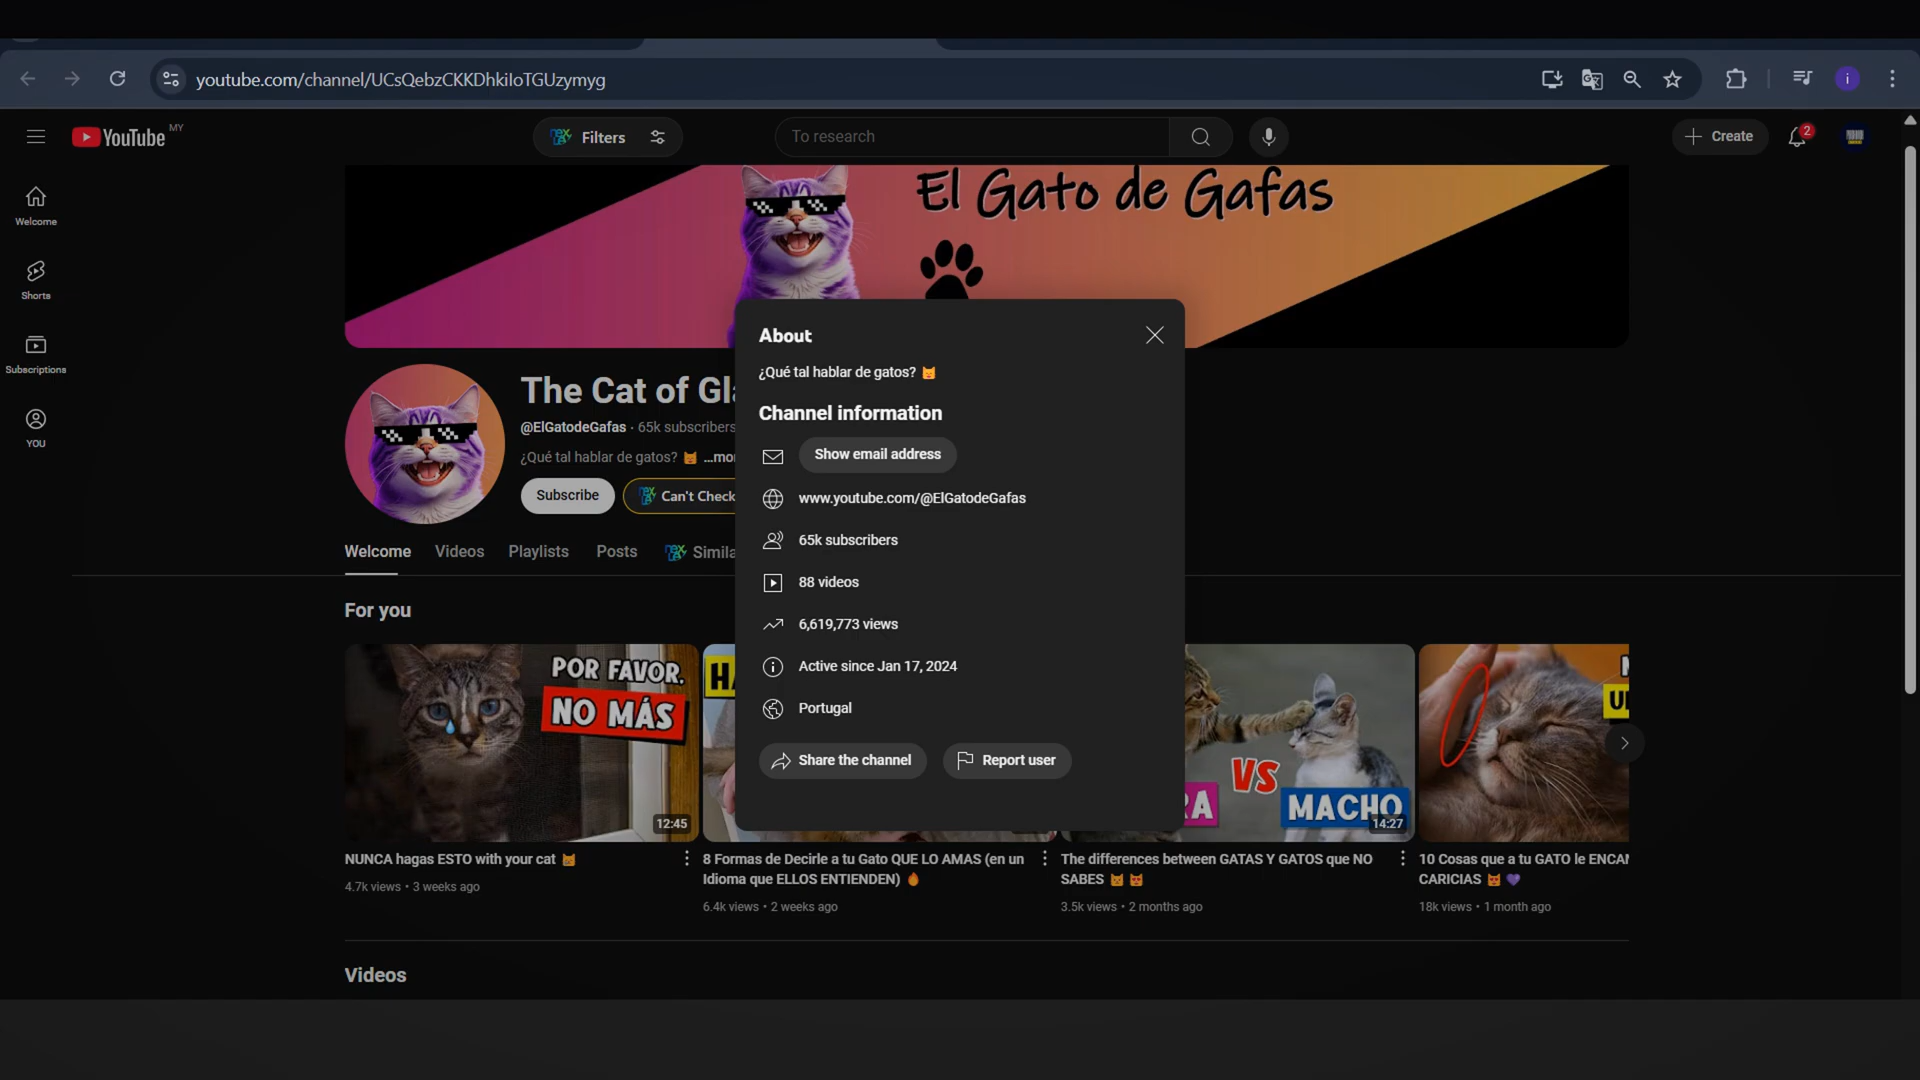 youtube.com/channel/UCsQebzCKKDhkiIoTGUzymyg
i
YouTube MY
Filters
To research
Create
2
Welcome
Shorts
Subscriptions
YOU
El Gato de Gafas
The Cat of Gla
@ElGatodeGafas · 65k subscribers
¿Qué tal hablar de gatos? 😺 ...mo
Subscribe
Can't Check
Welcome
Videos
Playlists
Posts
Simila
About
¿Qué tal hablar de gatos? 😺
Channel information
Show email address
www.youtube.com/@ElGatodeGafas
65k subscribers
88 videos
6,619,773 views
Active since Jan 17, 2024
Portugal
Share the channel
Report user
For you
POR FAVOR,
NO MÁS
12:45
HA
RA
VS
MACHO
14:27
U
NUNCA hagas ESTO with your cat 😿
4.7k views • 3 weeks ago
8 Formas de Decirle a tu Gato QUE LO AMAS (en un
Idioma que ELLOS ENTIENDEN) 🔥
6.4k views • 2 weeks ago
The differences between GATAS Y GATOS que NO
SABES 😺 😻
3.5k views • 2 months ago
10 Cosas que a tu GATO le ENCAN
CARICIAS 😻 💜
18k views • 1 month ago
Videos